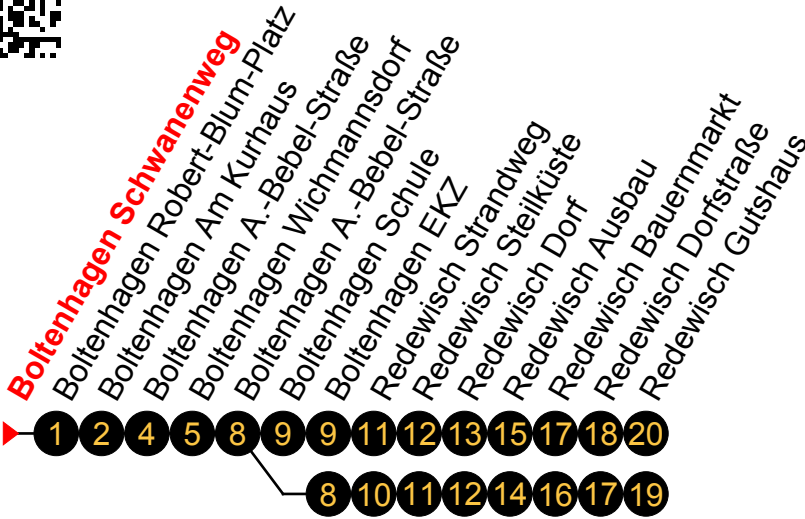 Boltenhagen Schwanenweg
Boltenhagen Robert-Blum-Platz
Boltenhagen Am Kurhaus
Boltenhagen A.-Bebel-Straße
Boltenhagen Wichmannsdorf
Boltenhagen A.-Bebel-Straße
Boltenhagen Schule
Boltenhagen EKZ
Redewisch Strandweg
Redewisch Steilküste
Redewisch Dorf
Redewisch Ausbau
Redewisch Bauernmarkt
Redewisch Dorfstraße
Redewisch Gutshaus
1 2 4 5 8 9 9 11 12 13 15 17 18 20
8 10 11 12 14 16 17 19